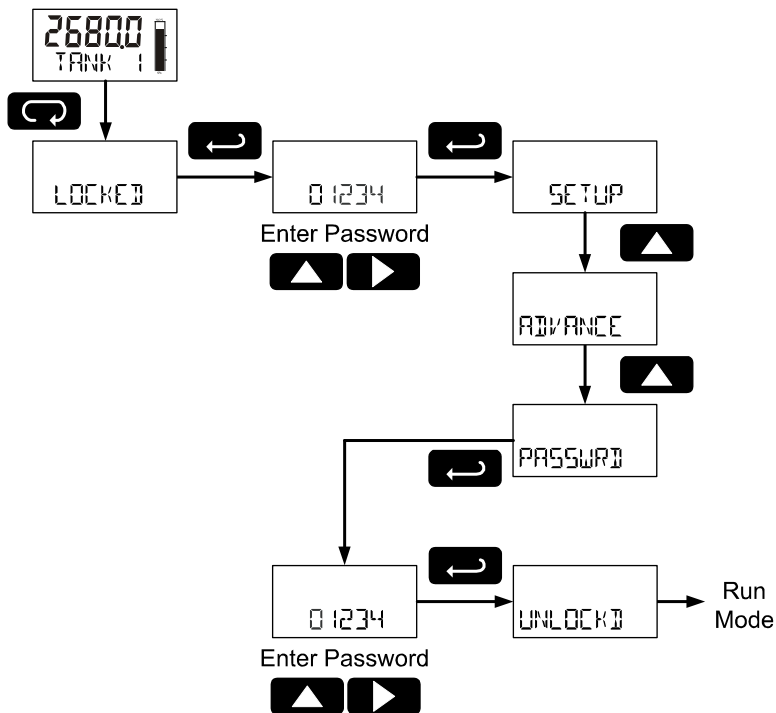 2680.0
TANK 1
LOCKED
01234
SETUP
Enter Password
ADVANCE
PASSWRD
01234
UNLOCKD
Run
Mode
Enter Password